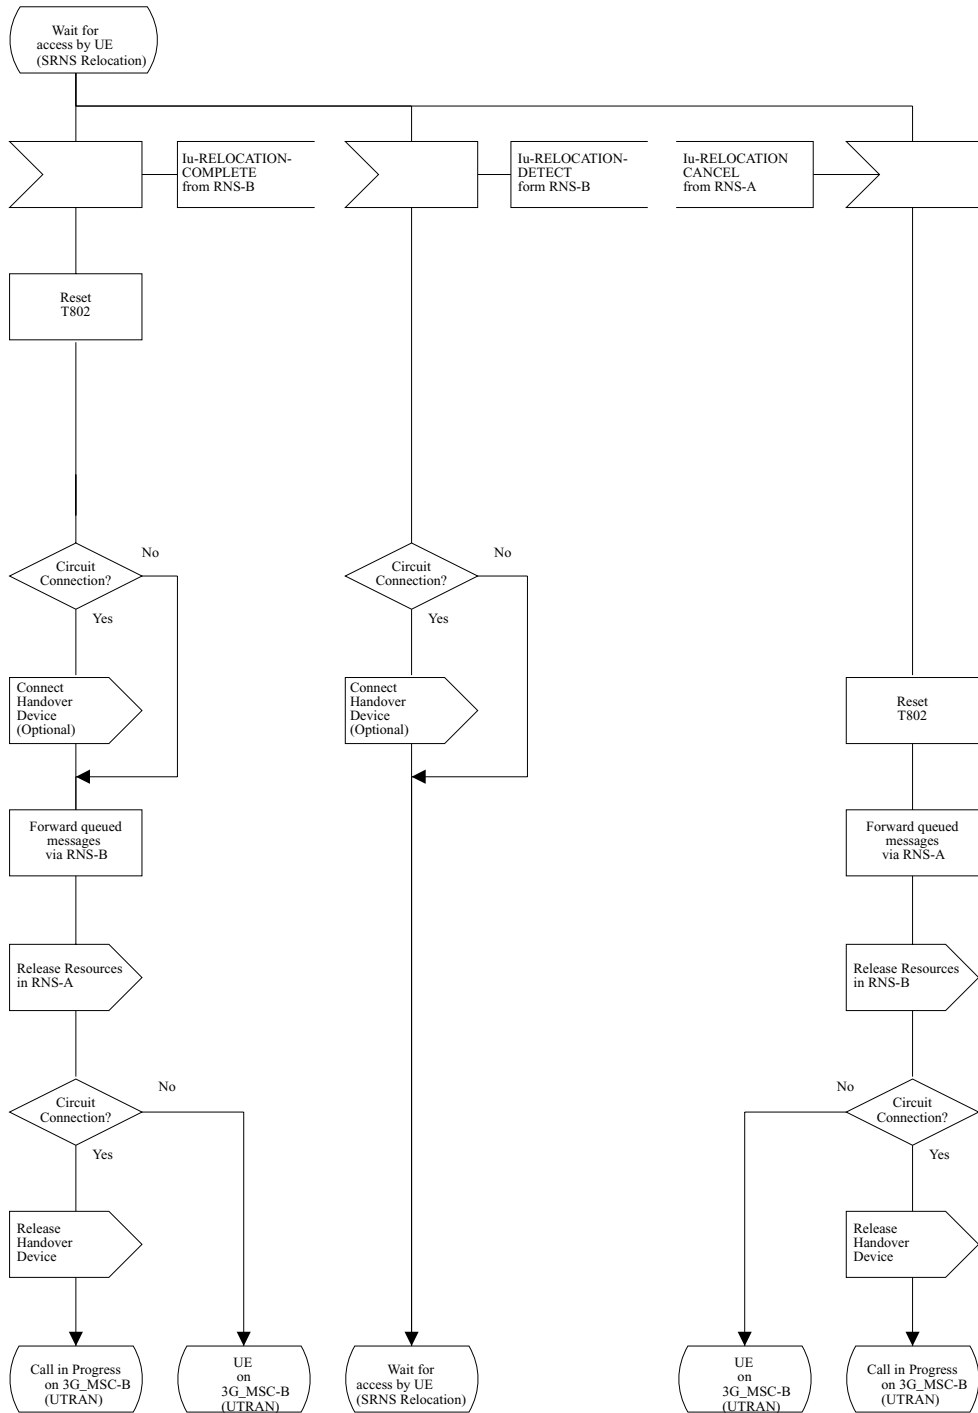 Wait for
access by UE
(SRNS Relocation)
Iu-RELOCATION-
COMPLETE
from RNS-B
Iu-RELOCATION-
DETECT
form RNS-B
Iu-RELOCATION
CANCEL
from RNS-A
Reset
T802
Circuit
Connection?
No
Yes
Circuit
Connection?
No
Yes
Connect
Handover
Device
(Optional)
Connect
Handover
Device
(Optional)
Reset
T802
Forward queued
messages
via RNS-B
Forward queued
messages
via RNS-A
Release Resources
in RNS-A
Release Resources
in RNS-B
Circuit
Connection?
No
Yes
No
Circuit
Connection?
Yes
Release
Handover
Device
Release
Handover
Device
Call in Progress
on 3G_MSC-B
(UTRAN)
UE
on
3G_MSC-B
(UTRAN)
Wait for
access by UE
(SRNS Relocation)
UE
on
3G_MSC-B
(UTRAN)
Call in Progress
on 3G_MSC-B
(UTRAN)